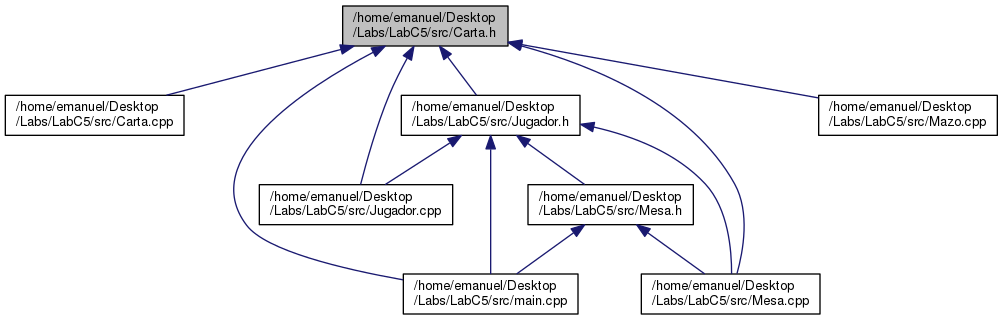 /home/emanuel/Desktop
/Labs/LabC5/src/Carta.h
/home/emanuel/Desktop
/Labs/LabC5/src/Carta.cpp
/home/emanuel/Desktop
/Labs/LabC5/src/Jugador.h
/home/emanuel/Desktop
/Labs/LabC5/src/Mazo.cpp
/home/emanuel/Desktop
/Labs/LabC5/src/Jugador.cpp
/home/emanuel/Desktop
/Labs/LabC5/src/Mesa.h
/home/emanuel/Desktop
/Labs/LabC5/src/main.cpp
/home/emanuel/Desktop
/Labs/LabC5/src/Mesa.cpp